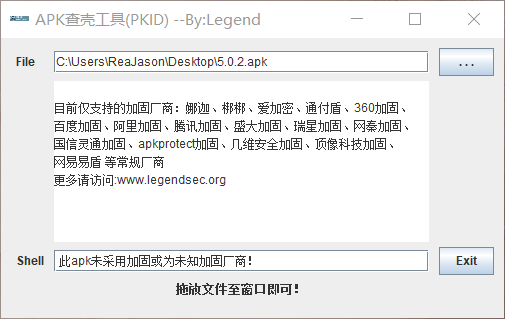 APK查壳工具(PKID) --By:Legend
File C:\Users\ReaJason\Desktop\5.0.2.apk ...
目前仅支持的加固厂商：娜迦、梆梆、爱加密、通付盾、360加固、
百度加固、阿里加固、腾讯加固、盛大加固、瑞星加固、网秦加固、
国信灵通加固、apkprotect加固、几维安全加固、顶像科技加固、
网易易盾 等常规厂商
更多请访问:www.legendsec.org
Shell 此apk未采用加固或为未知加固厂商！ Exit
拖放文件至窗口即可！